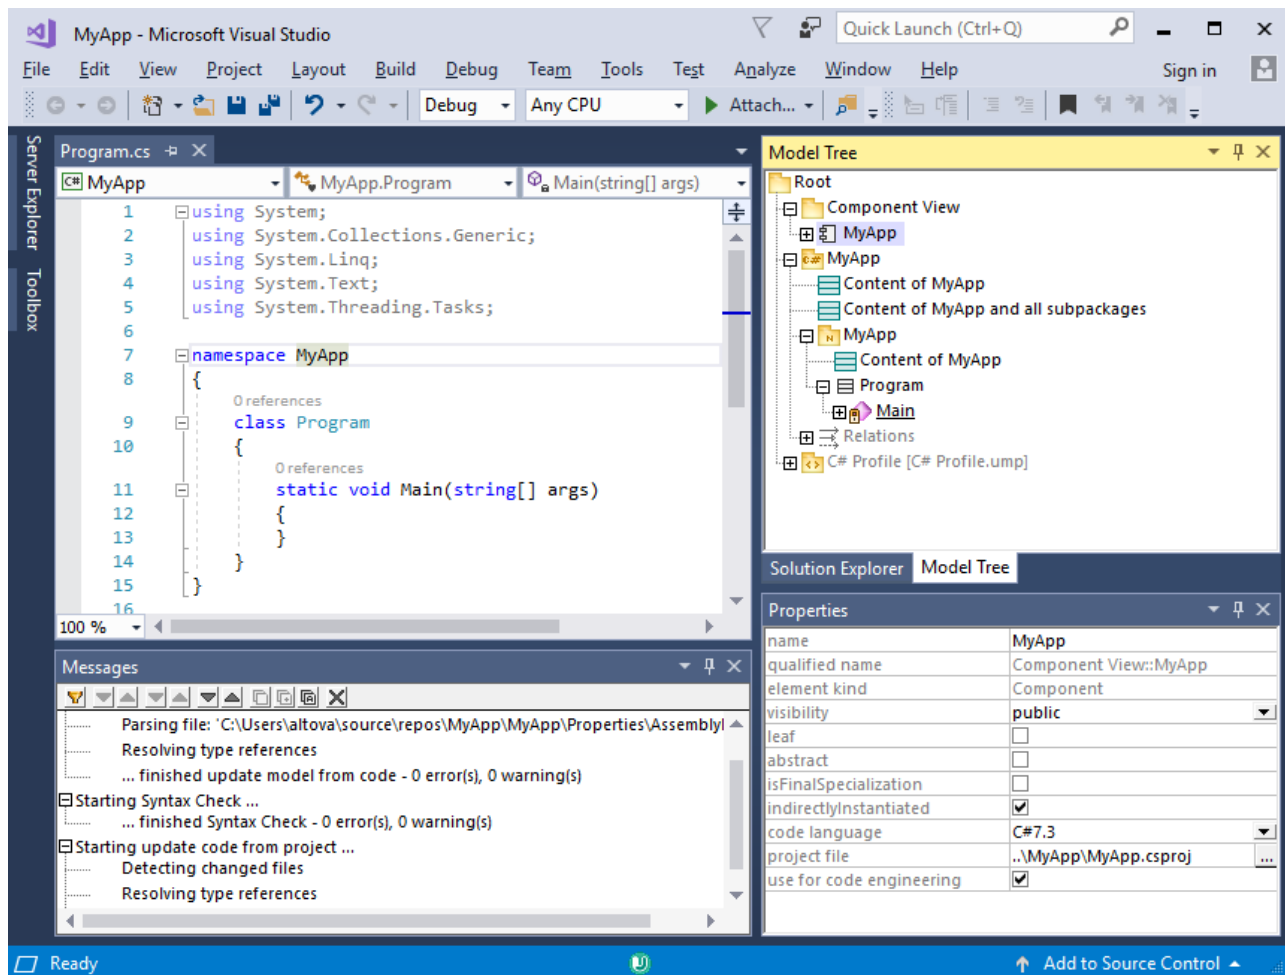 MyApp - Microsoft Visual Studio
Quick Launch (Ctrl+Q)
File Edit View Project Layout Build Debug Team Tools Test Analyze Window Help Sign in
Debug Any CPU Attach...
Server Explorer
Toolbox
Program.cs
C# MyApp MyApp.Program Main(string[] args)
1 using System;
2 using System.Collections.Generic;
3 using System.Linq;
4 using System.Text;
5 using System.Threading.Tasks;
6
7 namespace MyApp
8 {
0 references
9 class Program
10 {
0 references
11 static void Main(string[] args)
12 {
13 }
14 }
15 }
16
100 %
Messages
Parsing file: 'C:\Users\altova\source\repos\MyApp\MyApp\Properties\Assembly
Resolving type references
... finished update model from code - 0 error(s), 0 warning(s)
Starting Syntax Check ...
... finished Syntax Check - 0 error(s), 0 warning(s)
Starting update code from project ...
Detecting changed files
Resolving type references
Model Tree
Root
Component View
MyApp
C# MyApp
Content of MyApp
Content of MyApp and all subpackages
N MyApp
Content of MyApp
Program
Main
Relations
C# Profile [C# Profile.ump]
Solution Explorer Model Tree
Properties
name MyApp
qualified name Component View::MyApp
element kind Component
visibility public
leaf
abstract
isFinalSpecialization
indirectlyInstantiated
code language C#7.3
project file ..\MyApp\MyApp.csproj ...
use for code engineering
Ready
U
Add to Source Control